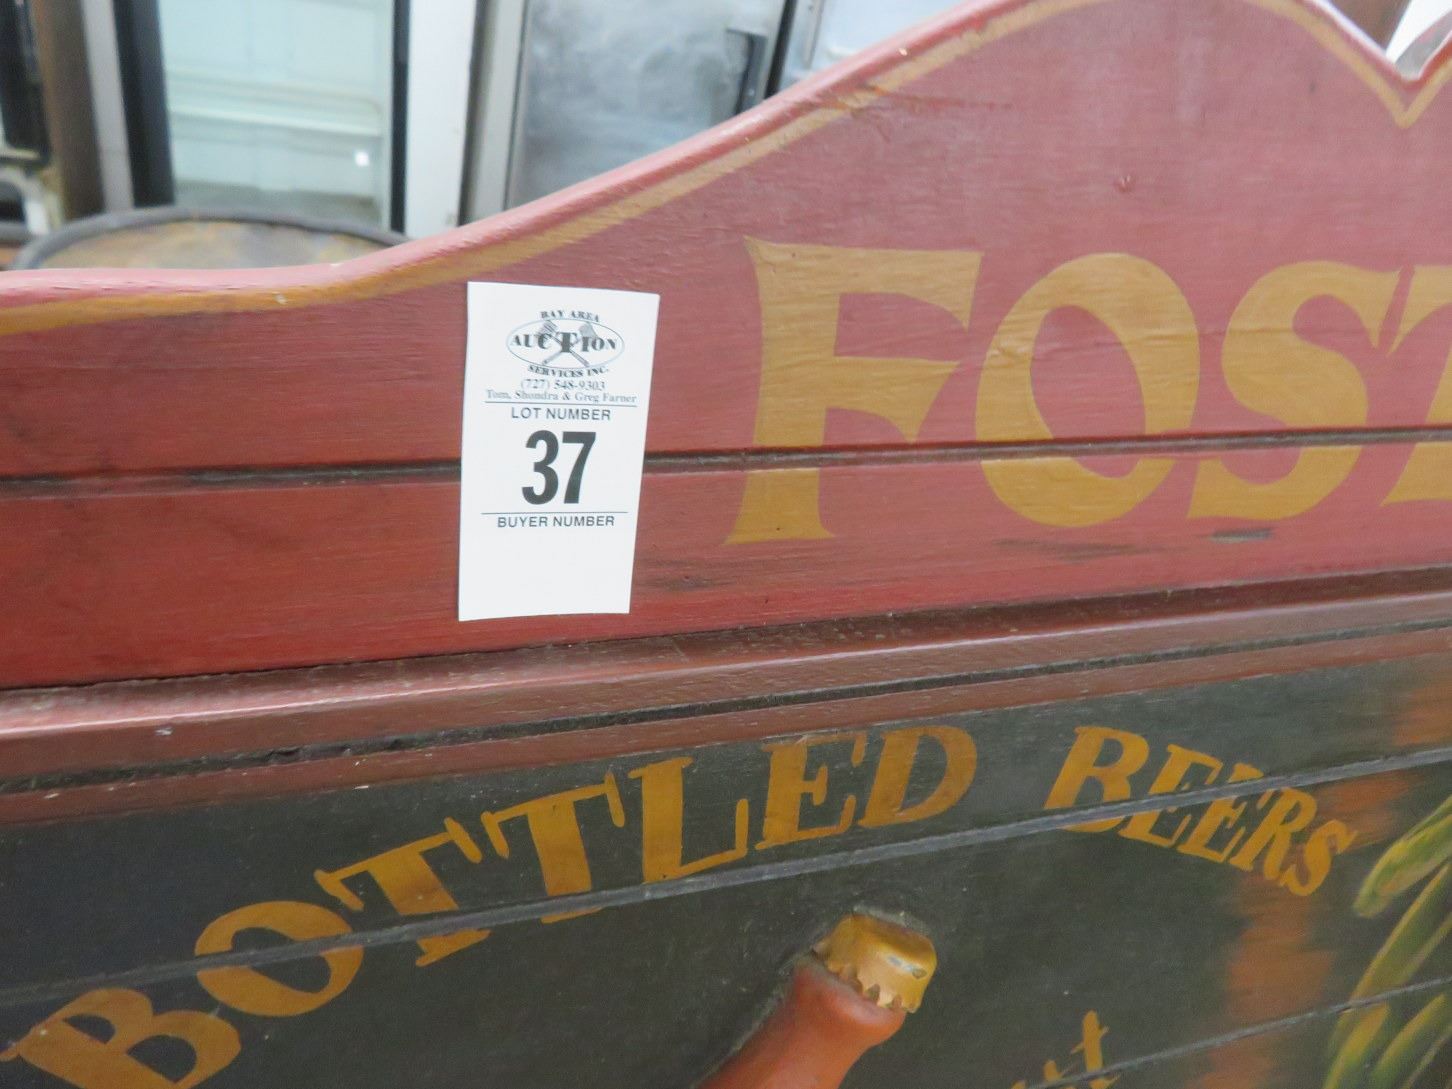 FOST
BAY AREA
AUCTION
SERVICES INC.
(727) 548-9303
Tom, Shondra & Greg Farner
LOT NUMBER
37
BUYER NUMBER
BOTTLED BEERS